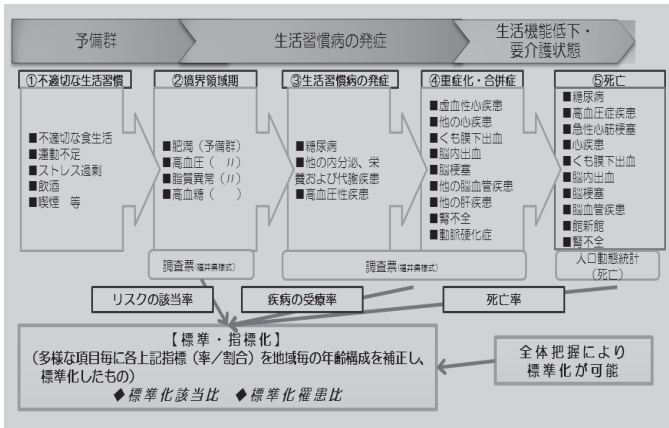 予備群
生活習慣病の発症
生活機能低下・
要介護状態
①不適切な生活習慣
■不適切な食生活
■運動不足
■ストレス過剰
■飲酒
■喫煙 等
②境界領域期
■肥満（予備群）
■高血圧（ 〃）
■脂質異常（〃）
■高血糖（ ）
③生活習慣病の発症
■糖尿病
■他の内分泌、栄
養および代謝疾患
■高血圧性疾患
④重症化・合併症
■虚血性心疾患
■他の心疾患
■くも膜下出血
■脳内出血
■脳梗塞
■他の脳血管疾患
■他の肝疾患
■腎不全
■動脈硬化症
⑤死亡
■糖尿病
■高血圧症疾患
■急性心筋梗塞
■心疾患
■くも膜下出血
■脳内出血
■脳梗塞
■脳血管疾患
■館新館
■腎不全
調査票(福井県様式)
調査票(福井県様式)
人口動態統計
（死亡）
リスクの該当率
疾病の受療率
死亡率
【標準・指標化】
（多様な項目毎に各上記指標（率／割合）を地域毎の年齢構成を補正し、
標準化したもの）
◆標準化該当比 ◆標準化罹患比
全体把握により
標準化が可能